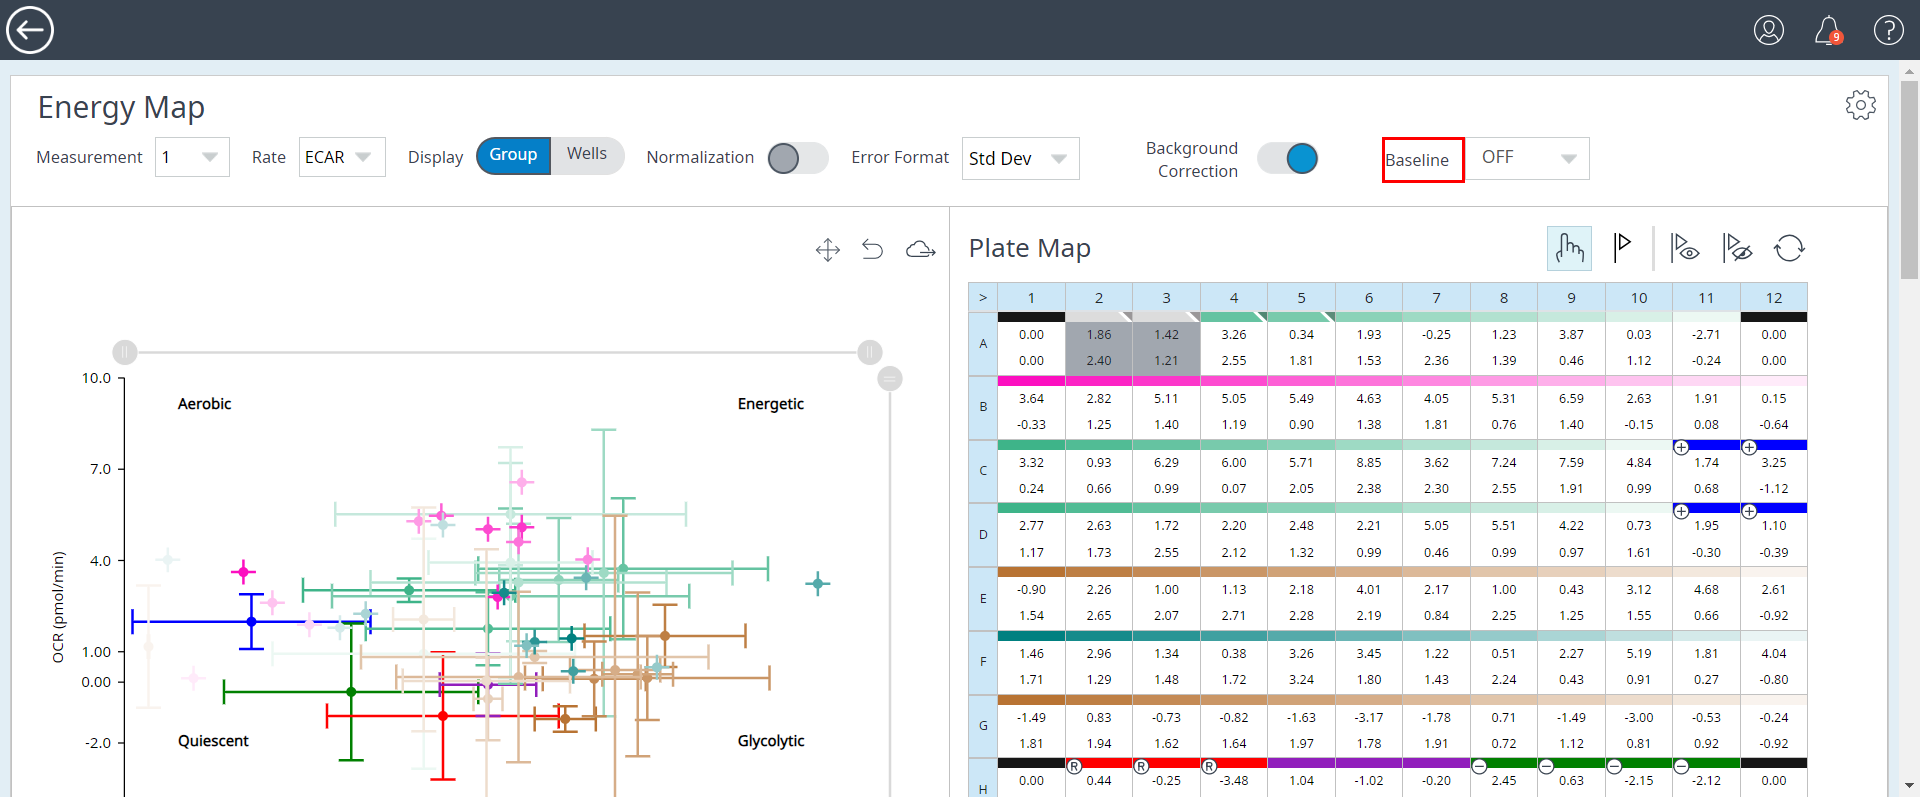 9
Energy Map
Measurement 1 Rate ECAR Display Group Wells Normalization Error Format Std Dev Background Correction Baseline OFF
Plate Map
> 1 2 3 4 5 6 7 8 9 10 11 12
A 0.00 1.86 1.42 3.26 0.34 1.93 -0.25 1.23 3.87 0.03 -2.71 0.00
0.00 2.40 1.21 2.55 1.81 1.53 2.36 1.39 0.46 1.12 -0.24 0.00
B 3.64 2.82 5.11 5.05 5.49 4.63 4.05 5.31 6.59 2.63 1.91 0.15
-0.33 1.25 1.40 1.19 0.90 1.38 1.81 0.76 1.40 -0.15 0.08 -0.64
C 3.32 0.93 6.29 6.00 5.71 8.85 3.62 7.24 7.59 4.84 1.74 3.25
0.24 0.66 0.99 0.07 2.05 2.38 2.30 2.55 1.91 0.99 0.68 -1.12
D 2.77 2.63 1.72 2.20 2.48 2.21 5.05 5.51 4.22 0.73 1.95 1.10
1.17 1.73 2.55 2.12 1.32 0.99 0.46 0.99 0.97 1.61 -0.30 -0.39
E -0.90 2.26 1.00 1.13 2.18 4.01 2.17 1.00 0.43 3.12 4.68 2.61
1.54 2.65 2.07 2.71 2.28 2.19 0.84 2.25 1.25 1.55 0.66 -0.92
F 1.46 2.96 1.34 0.38 3.26 3.45 1.22 0.51 2.27 5.19 1.81 4.04
1.71 1.29 1.48 1.72 3.24 1.80 1.43 2.24 0.43 0.91 0.27 -0.80
G -1.49 0.83 -0.73 -0.82 -1.63 -3.17 -1.78 0.71 -1.49 -3.00 -0.53 -0.24
1.81 1.94 1.62 1.64 1.97 1.78 1.91 0.72 1.12 0.81 0.92 -0.92
R R R
H 0.00 0.44 -0.25 -3.48 1.04 -1.02 -0.20 2.45 0.63 -2.15 -2.12 0.00
10.0
Aerobic Energetic
7.0
4.0
OCR (pmol/min)
1.00
0.00
-2.0
Quiescent Glycolytic